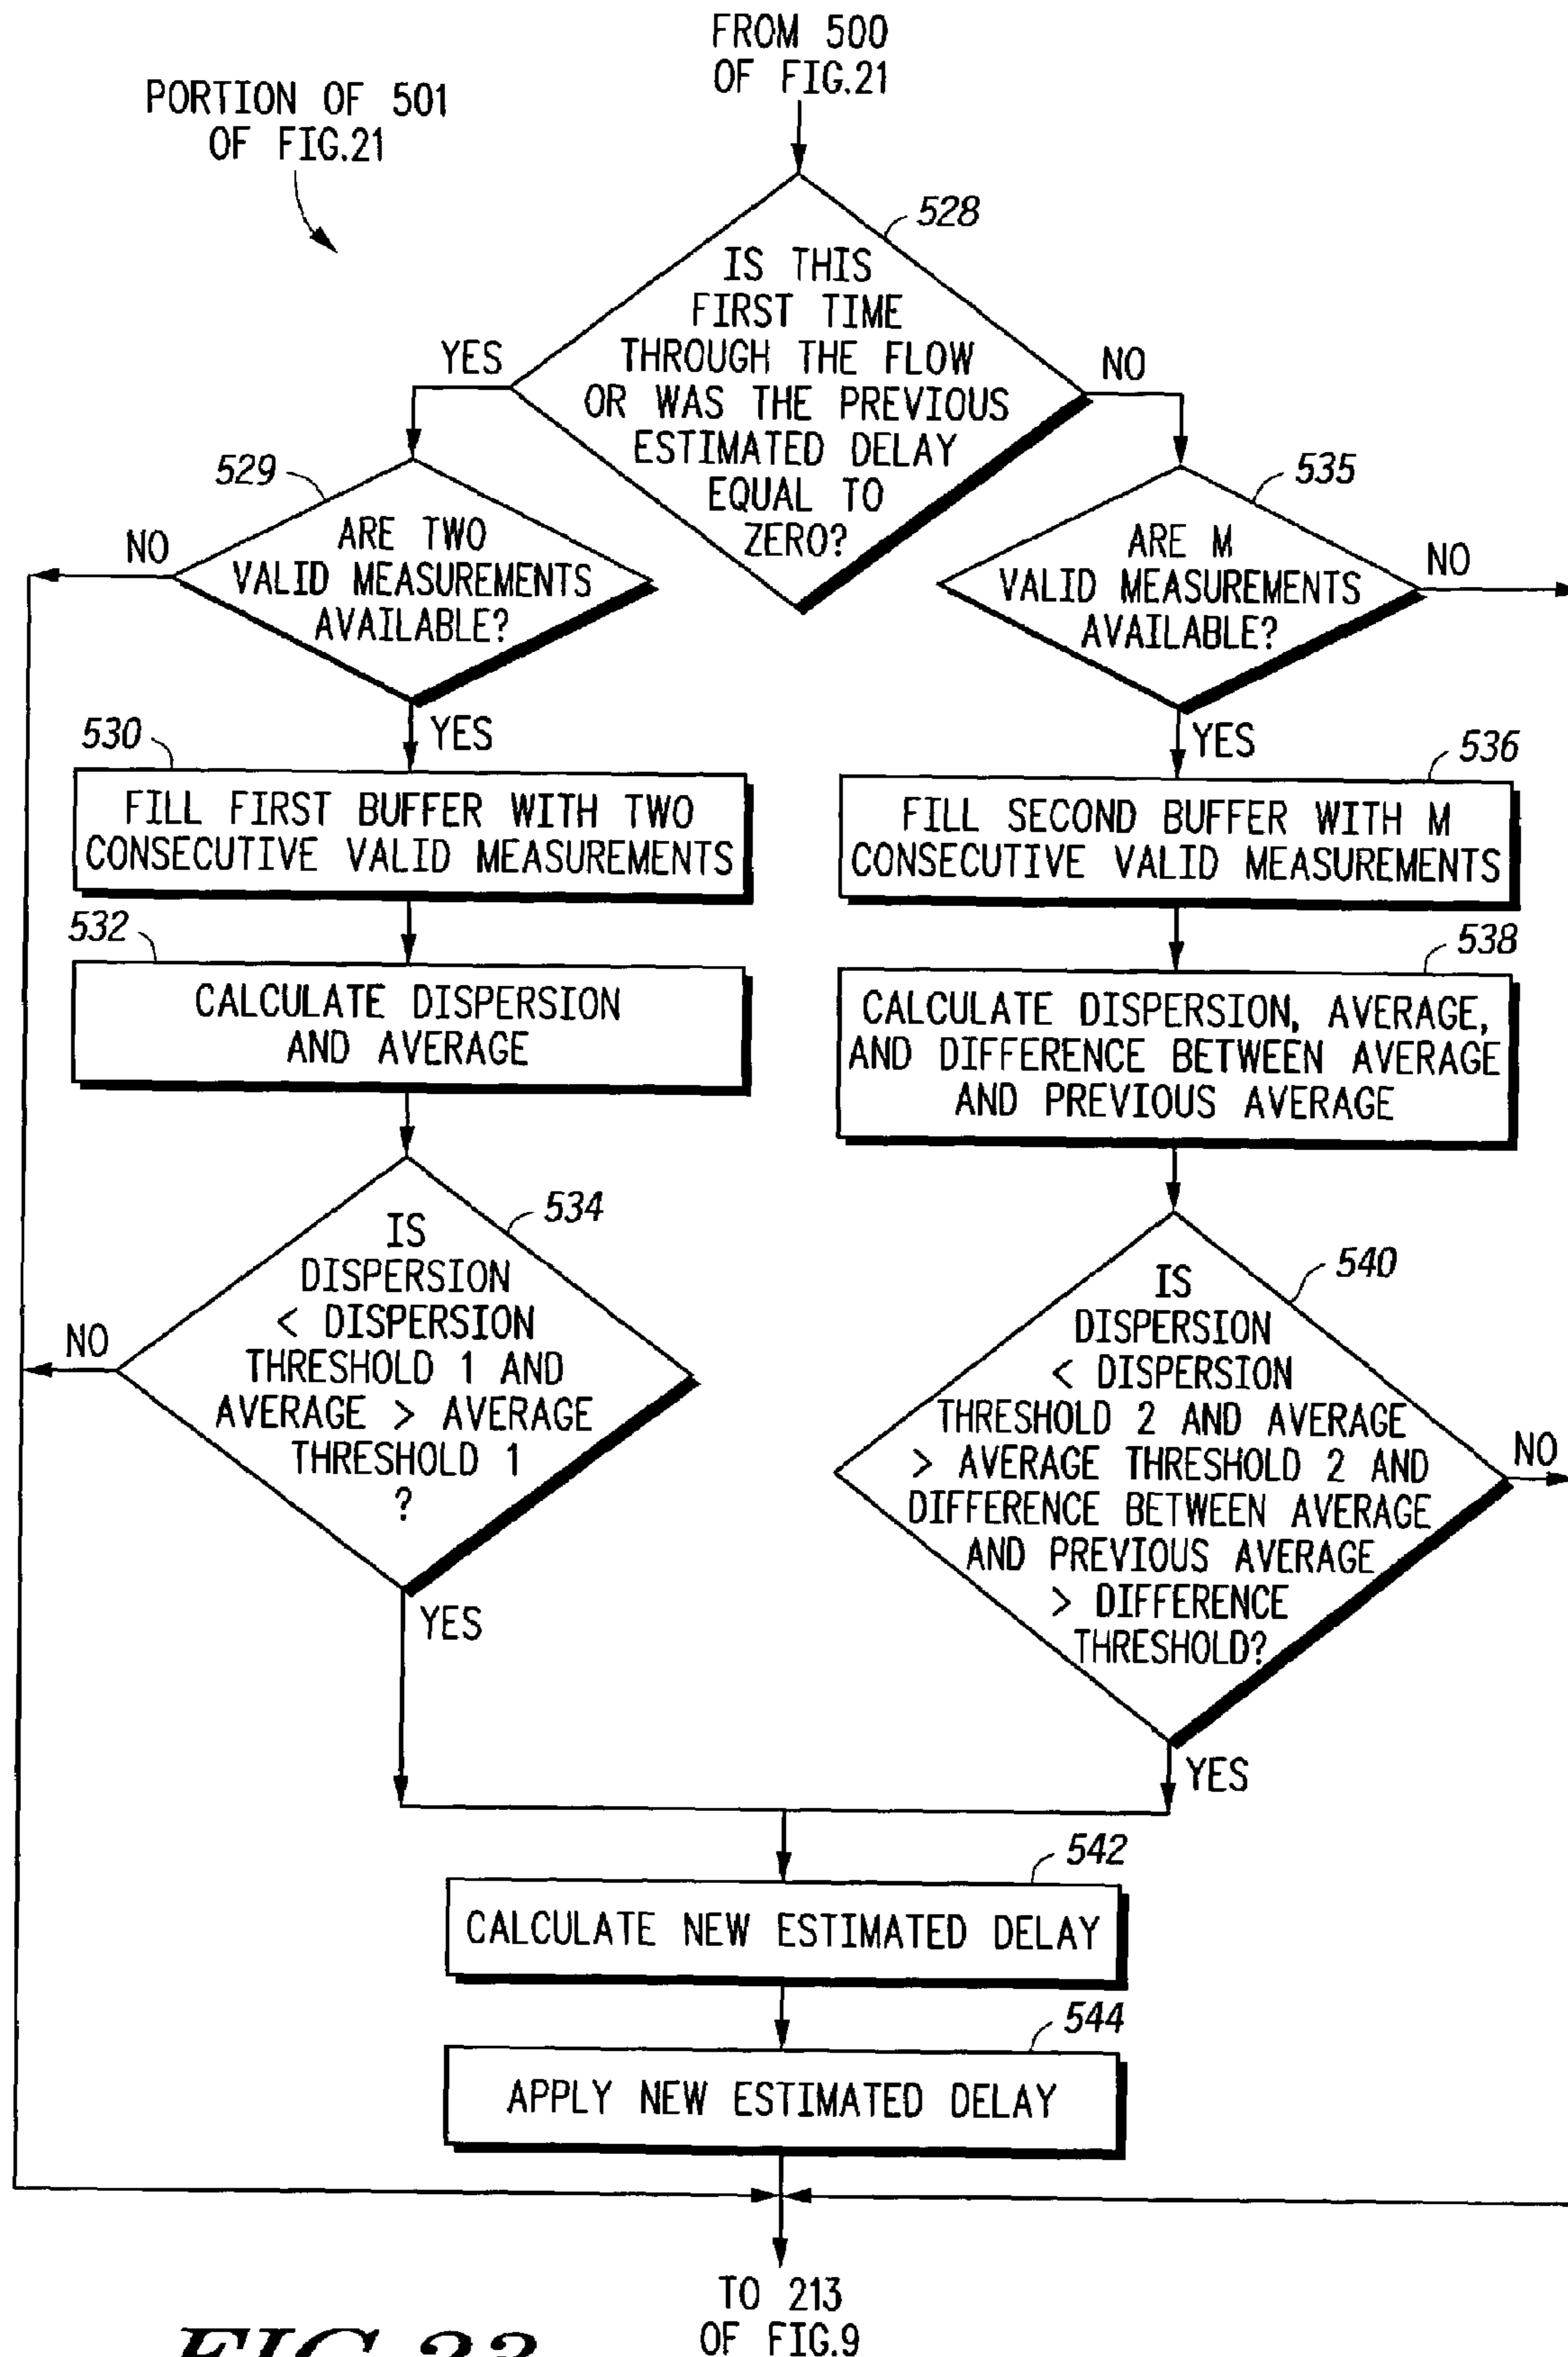 FROM 500
OF FIG.21
PORTION OF 501
OF FIG.21
528
IS THIS
FIRST TIME
THROUGH THE FLOW
OR WAS THE PREVIOUS
ESTIMATED DELAY
EQUAL TO
ZERO?
YES
NO
529
ARE TWO
VALID MEASUREMENTS
AVAILABLE?
NO
YES
535
ARE M
VALID MEASUREMENTS
AVAILABLE?
NO
YES
530
FILL FIRST BUFFER WITH TWO
CONSECUTIVE VALID MEASUREMENTS
536
FILL SECOND BUFFER WITH M
CONSECUTIVE VALID MEASUREMENTS
532
CALCULATE DISPERSION
AND AVERAGE
538
CALCULATE DISPERSION, AVERAGE,
AND DIFFERENCE BETWEEN AVERAGE
AND PREVIOUS AVERAGE
534
IS
DISPERSION
< DISPERSION
THRESHOLD 1 AND
AVERAGE > AVERAGE
THRESHOLD 1
?
NO
YES
540
IS
DISPERSION
< DISPERSION
THRESHOLD 2 AND AVERAGE
> AVERAGE THRESHOLD 2 AND
DIFFERENCE BETWEEN AVERAGE
AND PREVIOUS AVERAGE
> DIFFERENCE
THRESHOLD?
NO
YES
542
CALCULATE NEW ESTIMATED DELAY
544
APPLY NEW ESTIMATED DELAY
TO 213
OF FIG.9